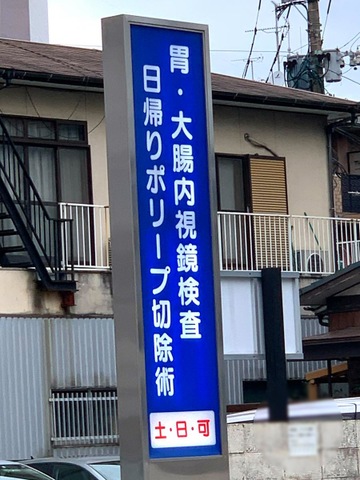 胃・大腸内視鏡検査
日帰りポリープ切除術
土・日・可